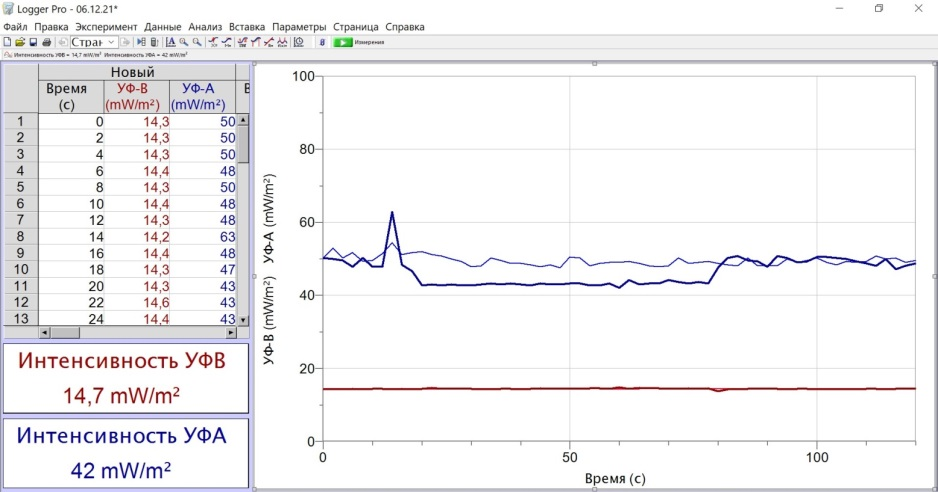 Logger Pro - 06.12.21*
Файл Правка Эксперимент Данные Анализ Вставка Параметры Страница Справка
Стран
Измерения
Интенсивность УФВ = 14,7 mW/m² Интенсивность УФА = 42 mW/m²
Новый
Время УФ-В УФ-А В
(с) (mW/m²) (mW/m²)
1 0 14,3 50
2 2 14,3 50
3 4 14,3 50
4 6 14,4 48
5 8 14,3 50
6 10 14,4 48
7 12 14,3 48
8 14 14,2 63
9 16 14,4 48
10 18 14,3 47
11 20 14,3 43
12 22 14,6 43
13 24 14,4 43
Интенсивность УФВ
14,7 mW/m²
Интенсивность УФА
42 mW/m²
УФ-В (mW/m²) УФ-А (mW/m²)
100
80
60
40
20
0
0 50 100
Время (с)